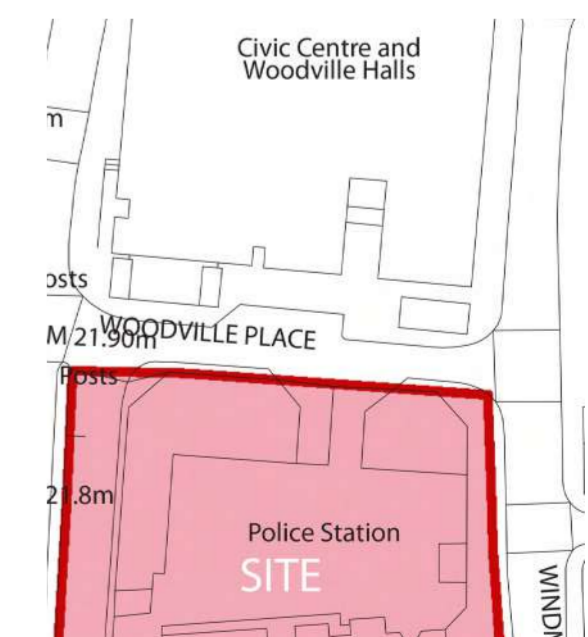 Civic Centre and
Woodville Halls
m
osts
WOODVILLE PLACE
M 21.90m
Posts
21.8m
Police Station
SITE
WINDM